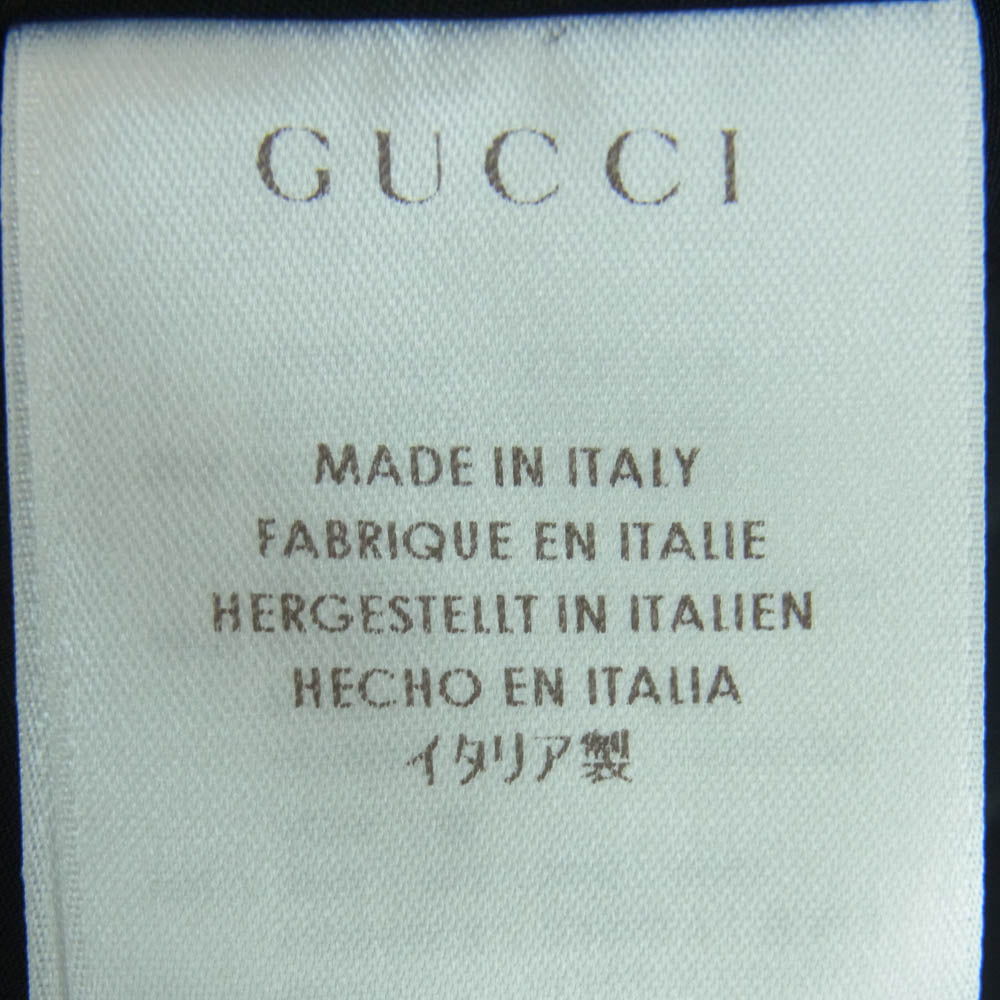 GUCCI
MADE IN ITALY
FABRIQUE EN ITALIE
HERGESTELLT IN ITALIEN
HECHO EN ITALIA
イタリア製